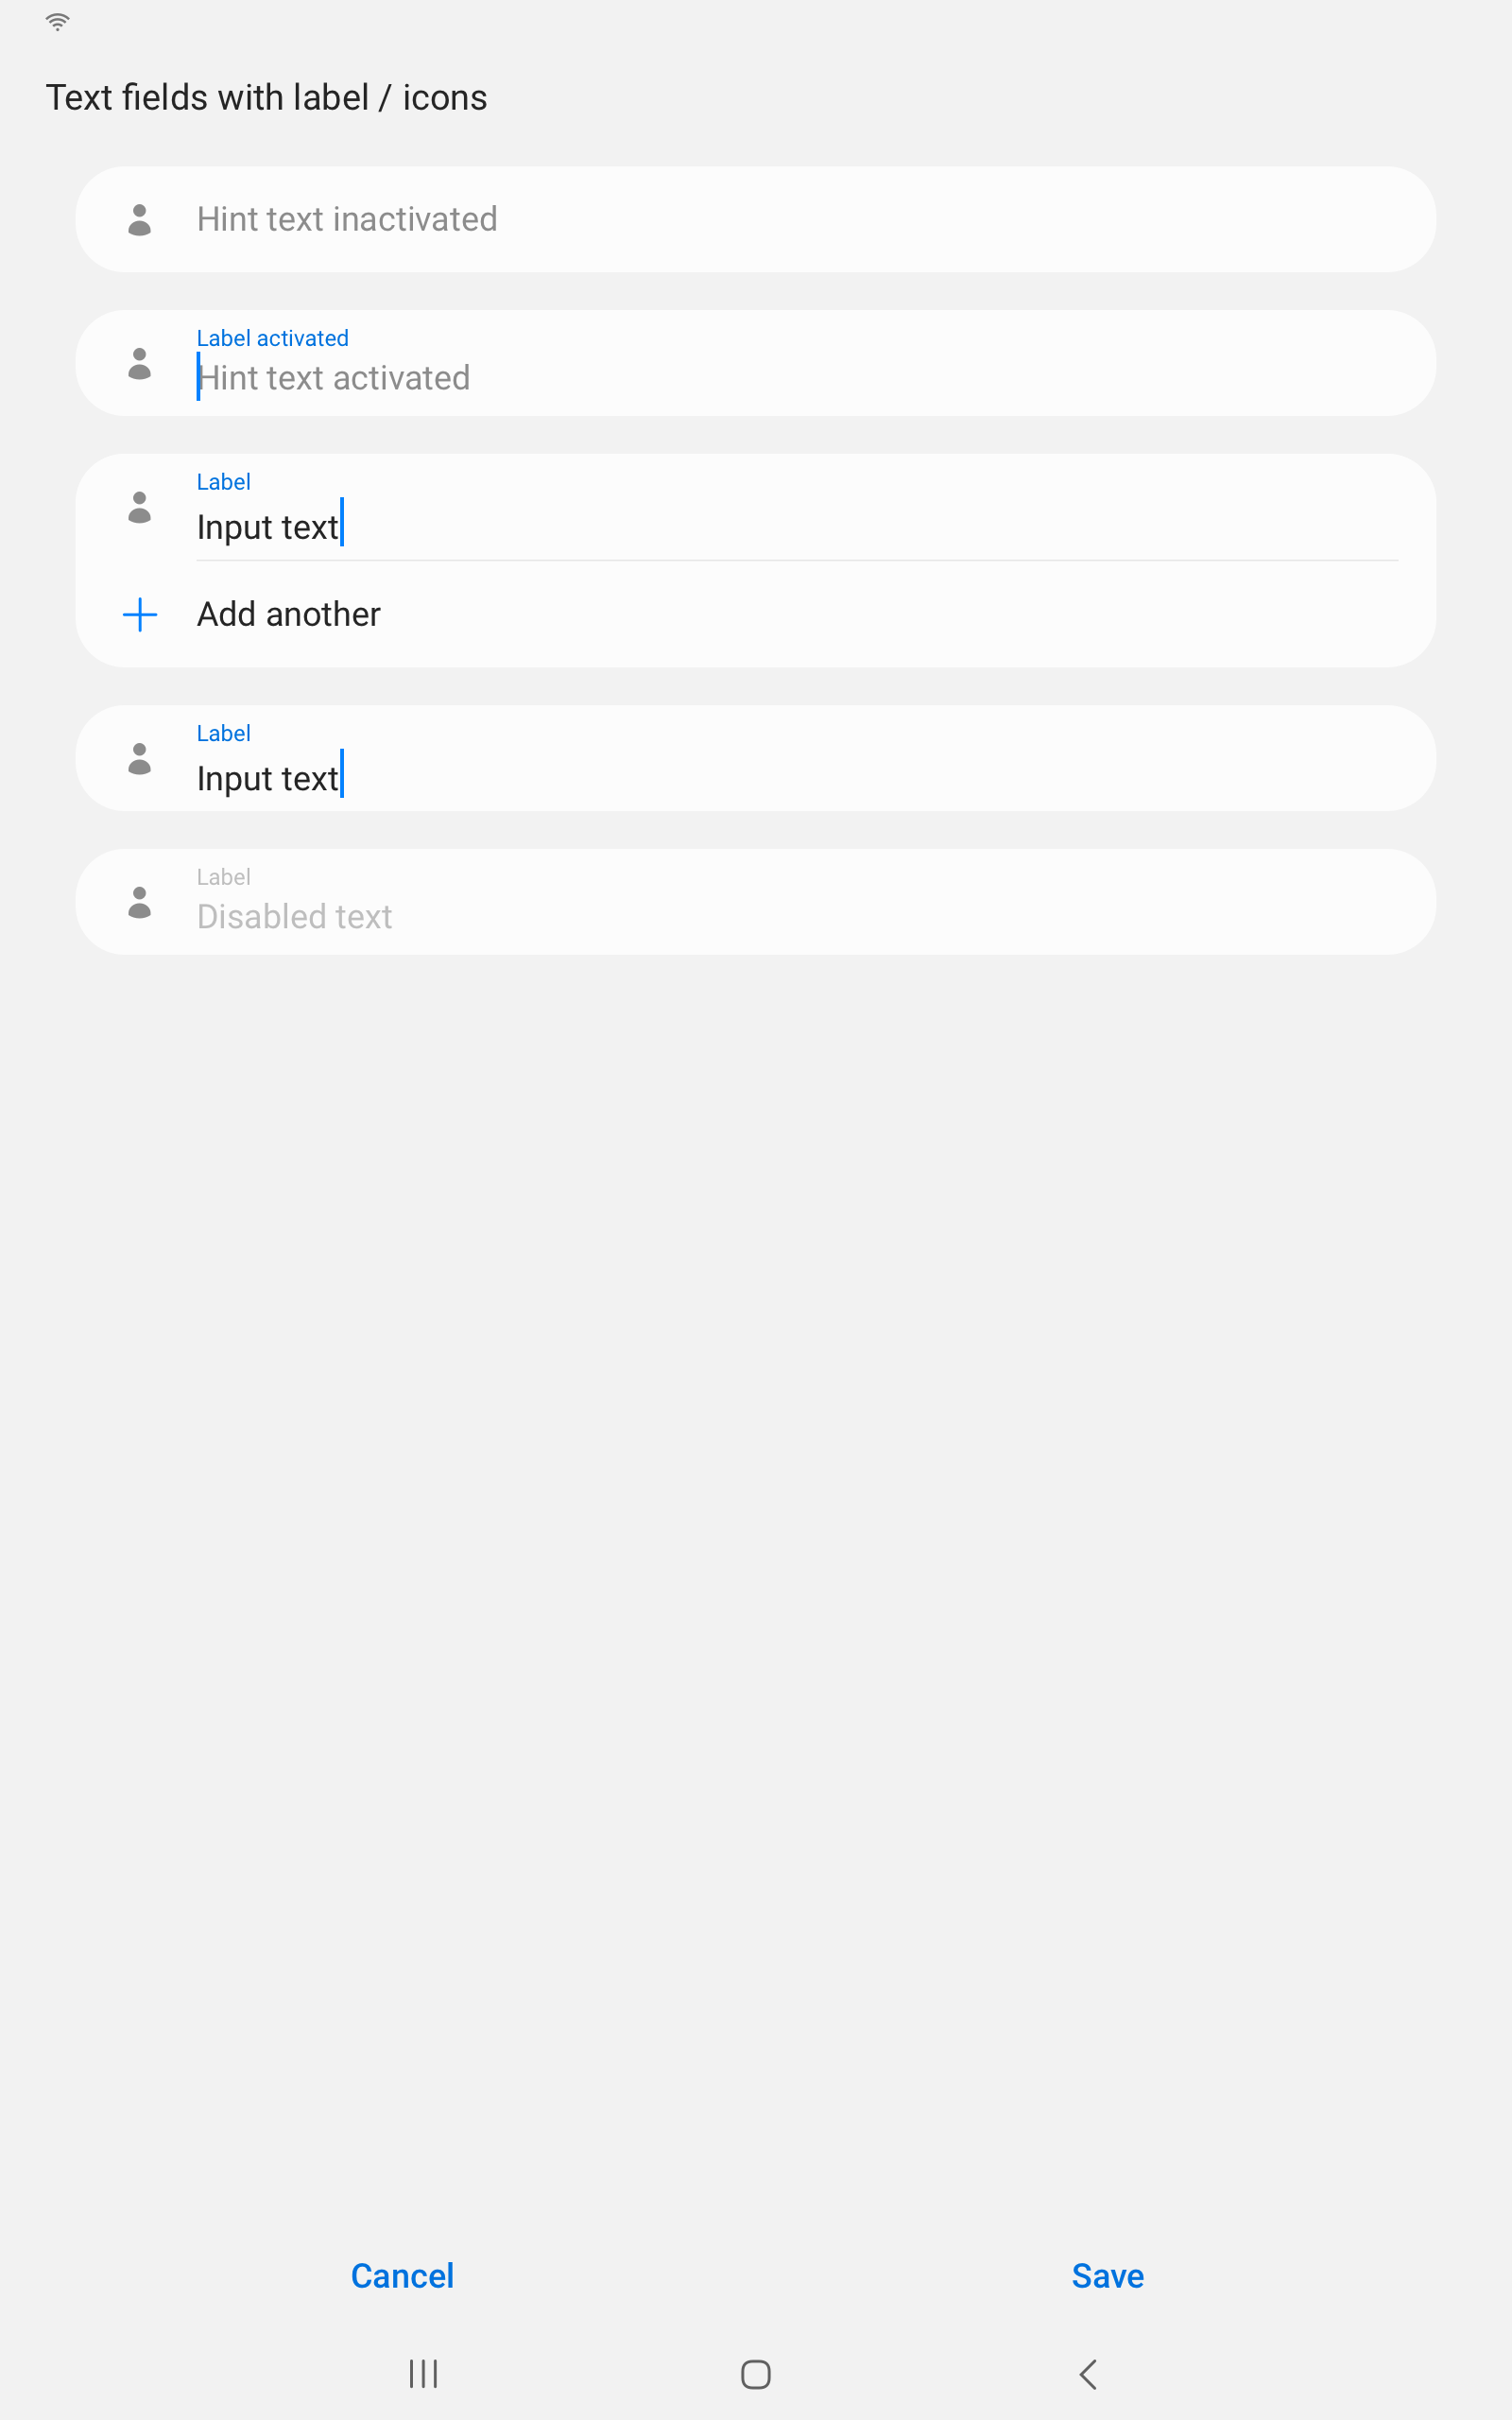 Text fields with label / icons
Hint text inactivated
Label activated
Hint text activated
Label
Input text
Add another
Label
Input text
Label
Disabled text
Cancel
Save